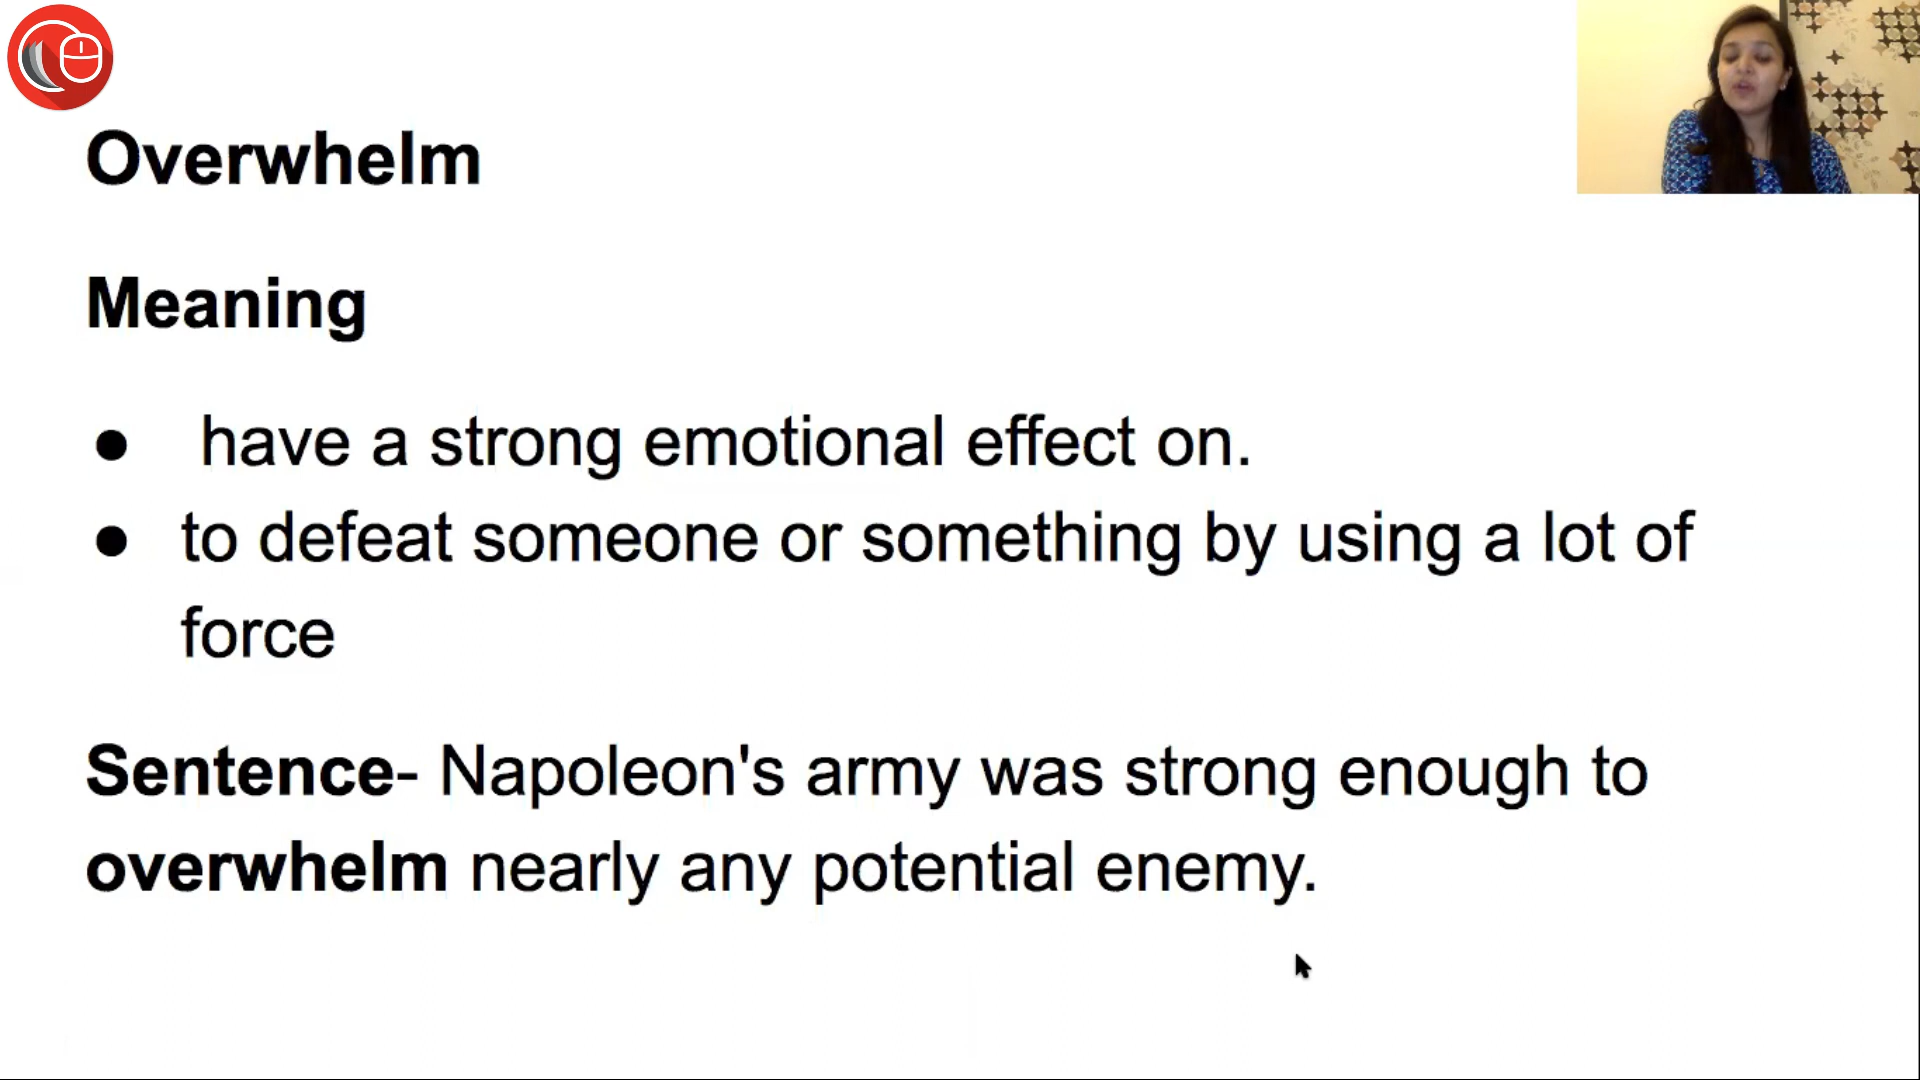 Overwhelm
Meaning
● have a strong emotional effect on.
● to defeat someone or something by using a lot of
force
Sentence- Napoleon's army was strong enough to
overwhelm nearly any potential enemy.